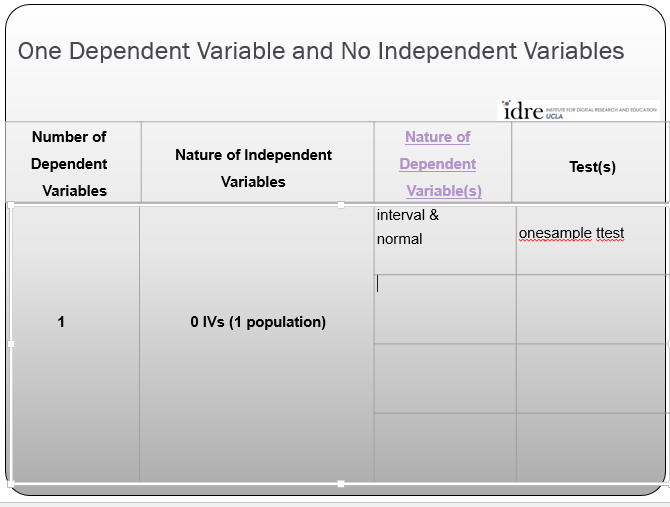 One Dependent Variable and No Independent Variables
idre INSTITUTE FOR DIGITAL RESEARCH AND EDUCATION
UCLA
Number of
Dependent
Variables
Nature of Independent
Variables
Nature of
Dependent
Variable(s)
Test(s)
1
0 IVs (1 population)
interval &
normal
onesample ttest